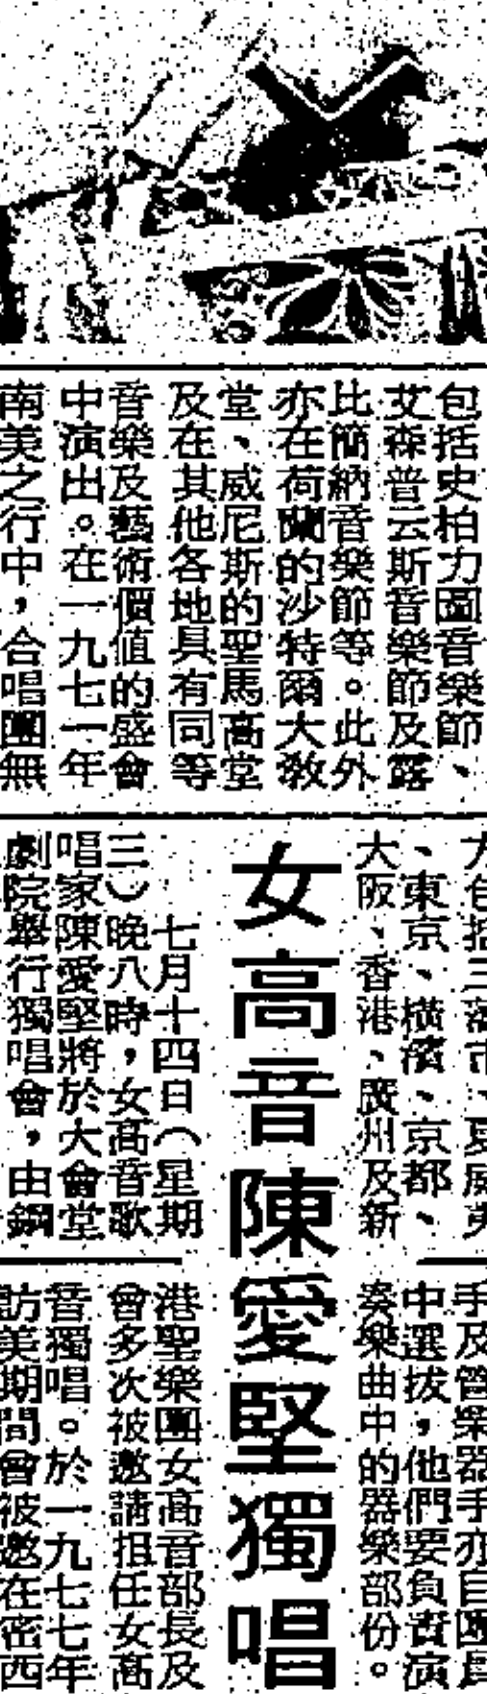 包括史柏力圖音樂節、
艾森普云斯音樂節及露
比簡納音樂節等。此外
亦在荷蘭的沙特爾大教
堂、威尼斯的聖馬高堂
及在其他各地具有同等
音樂及藝術價值的盛會
中演出。在一九七一年
南美之行中，合唱團無
、東京、橫濱、京都、
大阪、香港、廣州及新
手及管樂器手亦自團員
中選拔，他們要負責演
奏樂曲中的器樂部份。
女高音陳愛堅獨唱
七月十四日（星期
三）晚八時，女高音歌
唱家陳愛堅將於大會堂
劇院舉行獨唱會，由鋼
港聖樂團女高音部長及
曾多次被邀請担任女高
音獨唱。於一九七七年
訪美期間曾被邀在密西